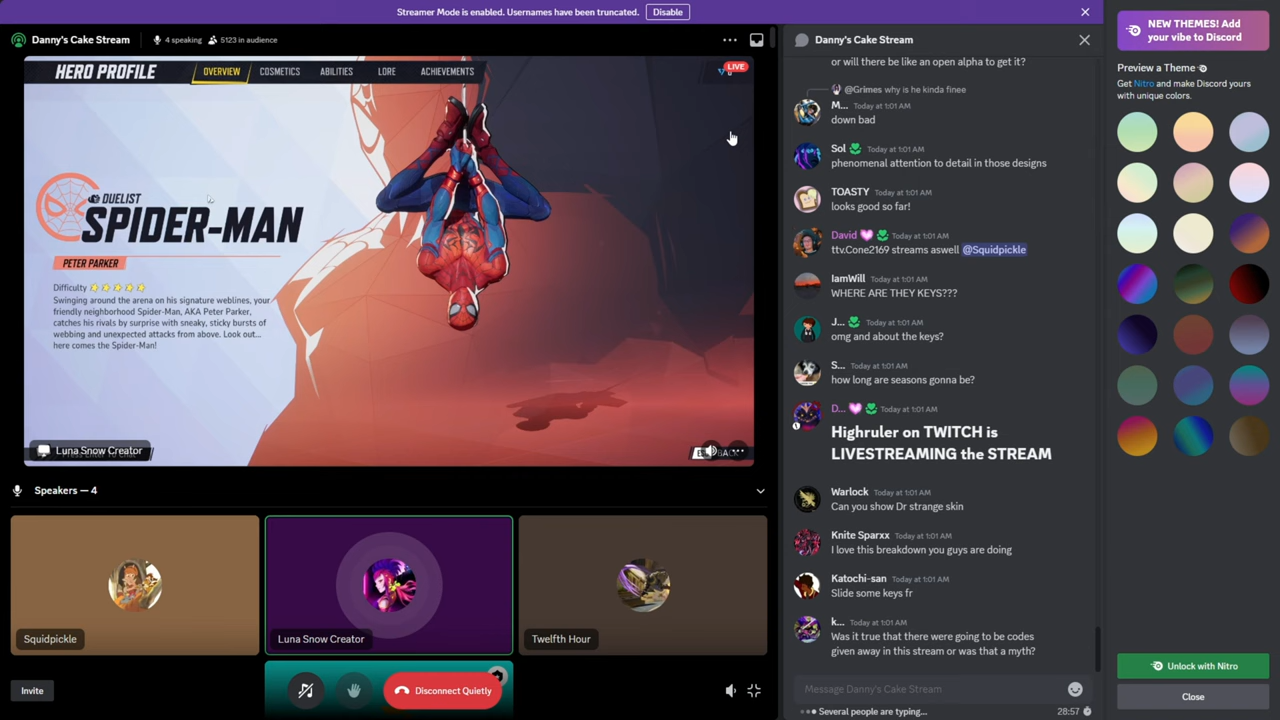 Streamer Mode is enabled. Usernames have been truncated.
Disable
Danny's Cake Stream
4 speaking
5123 in audience
HERO PROFILE
OVERVIEW
COSMETICS
ABILITIES
LORE
ACHIEVEMENTS
LIVE
DUELIST
SPIDER-MAN
PETER PARKER
Difficulty
Swinging around the arena on his signature weblines, your
friendly neighborhood Spider-Man, AKA Peter Parker,
catches his rivals by surprise with sneaky, sticky bursts of
webbing and unexpected attacks from above. Look out...
here comes the Spider-Man!
Luna Snow Creator
Speakers — 4
Squidpickle
Luna Snow Creator
Twelfth Hour
Invite
Disconnect Quietly
Danny's Cake Stream
or will there be like an open alpha to get it?
@Grimes why is he kinda finee
M... Today at 1:01 AM
down bad
Sol Today at 1:01 AM
phenomenal attention to detail in those designs
TOASTY Today at 1:01 AM
looks good so far!
David Today at 1:01 AM
ttv.Cone2169 streams aswell @Squidpickle
IamWill Today at 1:01 AM
WHERE ARE THEY KEYS???
J... Today at 1:01 AM
omg and about the keys?
S... Today at 1:01 AM
how long are seasons gonna be?
D... Today at 1:01 AM
Highruler on TWITCH is
LIVESTREAMING the STREAM
Warlock Today at 1:01 AM
Can you show Dr strange skin
Knite Sparxx Today at 1:01 AM
I love this breakdown you guys are doing
Katochi-san Today at 1:01 AM
Slide some keys fr
k... Today at 1:01 AM
Was it true that there were going to be codes
given away in this stream or was that a myth?
Message Danny's Cake Stream
Several people are typing...
28:57
NEW THEMES! Add
your vibe to Discord
Preview a Theme
Get Nitro and make Discord yours
with unique colors.
Unlock with Nitro
Close